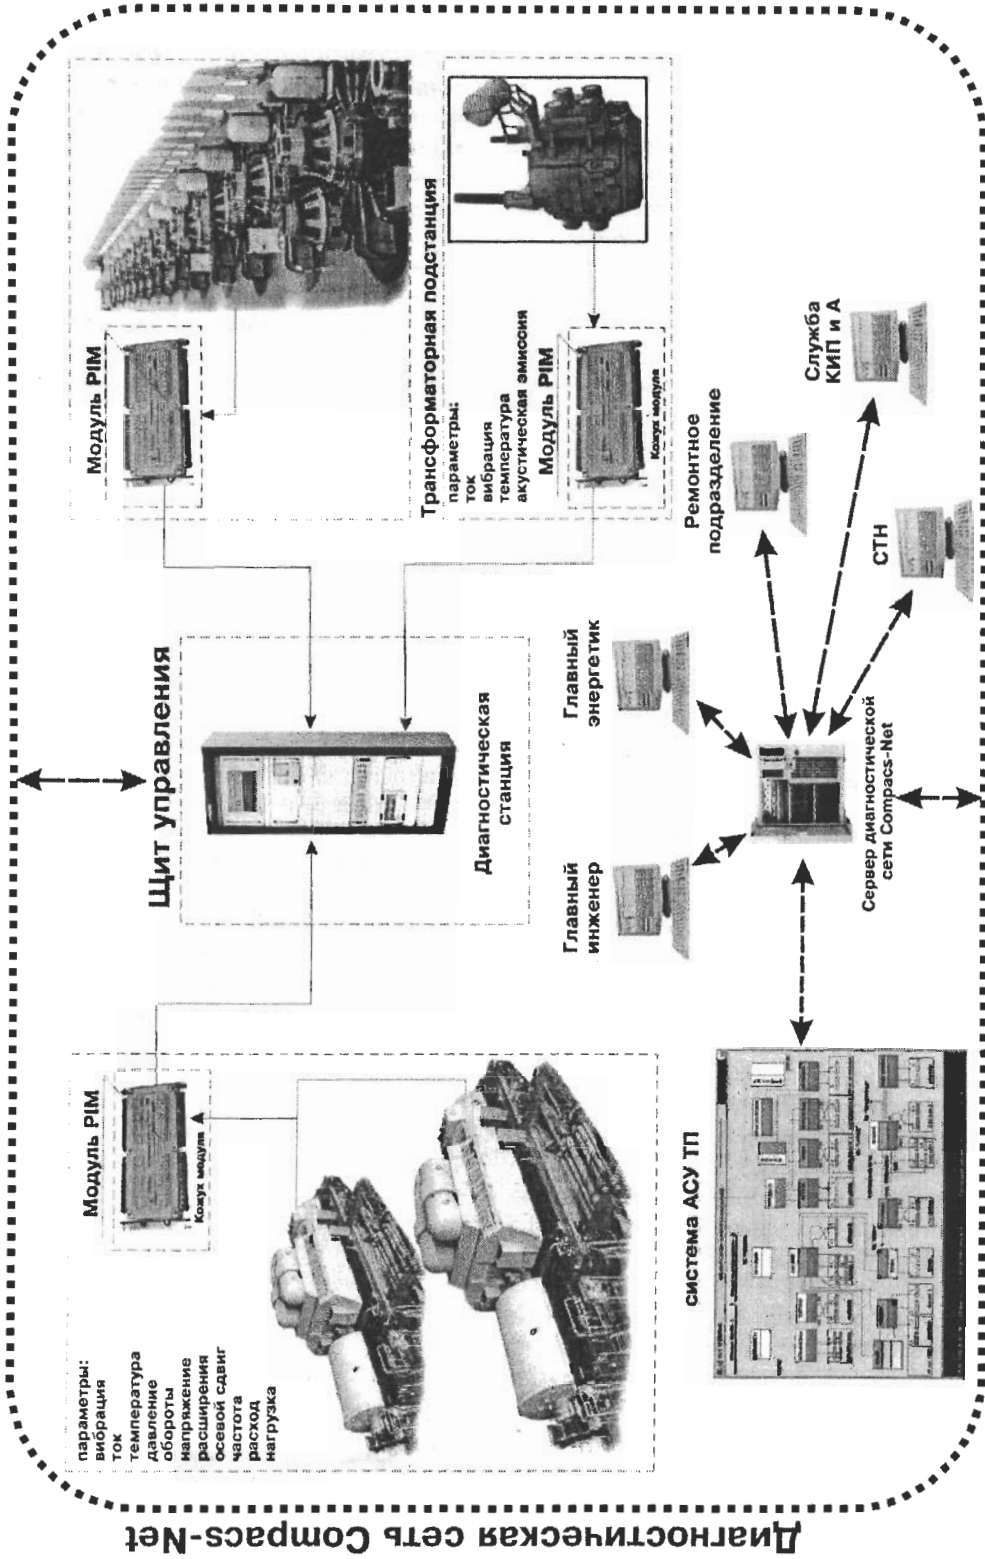 Диагностическая сеть Compacs-Net
параметры:
вибрация
ток
температура
давление
обороты
напряжение
расширения
осевой сдвиг
частота
расход
нагрузка
Модуль PIM
Кожух модуля
Щит управления
Диагностическая
станция
Модуль PIM
Трансформаторная подстанция
параметры:
ток
вибрация
температура
акустическая эмиссия
Модуль PIM
Кожух модуля
система АСУ ТП
Главный
инженер
Главный
энергетик
Ремонтное
подразделение
Служба
КИП и А
СТН
Сервер диагностической
сети Compacs-Net